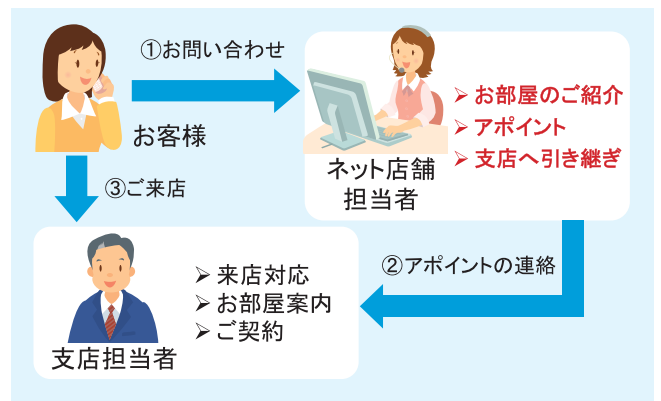 ①お問い合わせ
お客様
➢お部屋のご紹介
➢アポイント
➢支店へ引き継ぎ
ネット店舗
担当者
②アポイントの連絡
③ご来店
➢来店対応
➢お部屋案内
➢ご契約
支店担当者